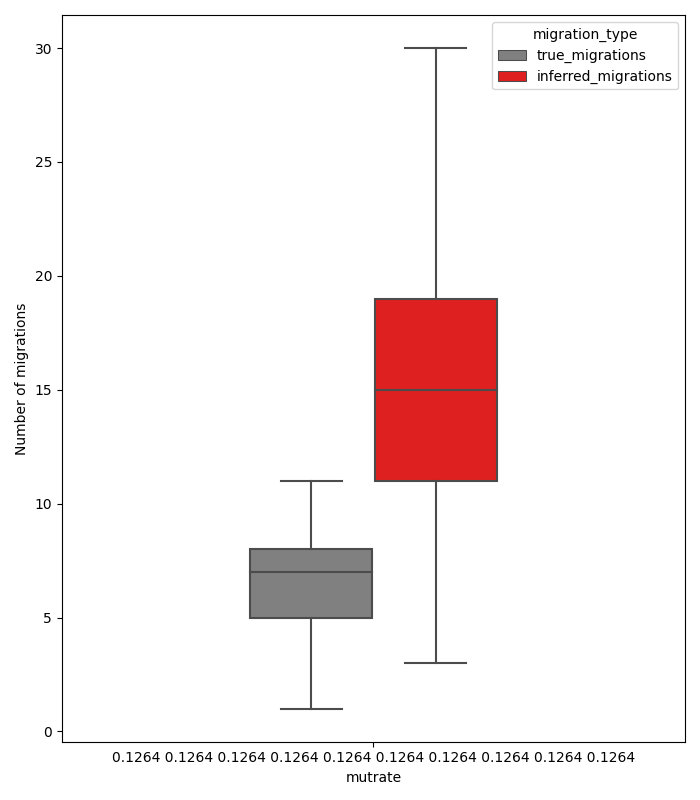 migration_type
true_migrations
inferred_migrations
30
25
20
15
10
5
0
Number of migrations
0.1264 0.1264 0.1264 0.1264 0.1264 0.1264 0.1264 0.1264 0.1264 0.1264
mutrate